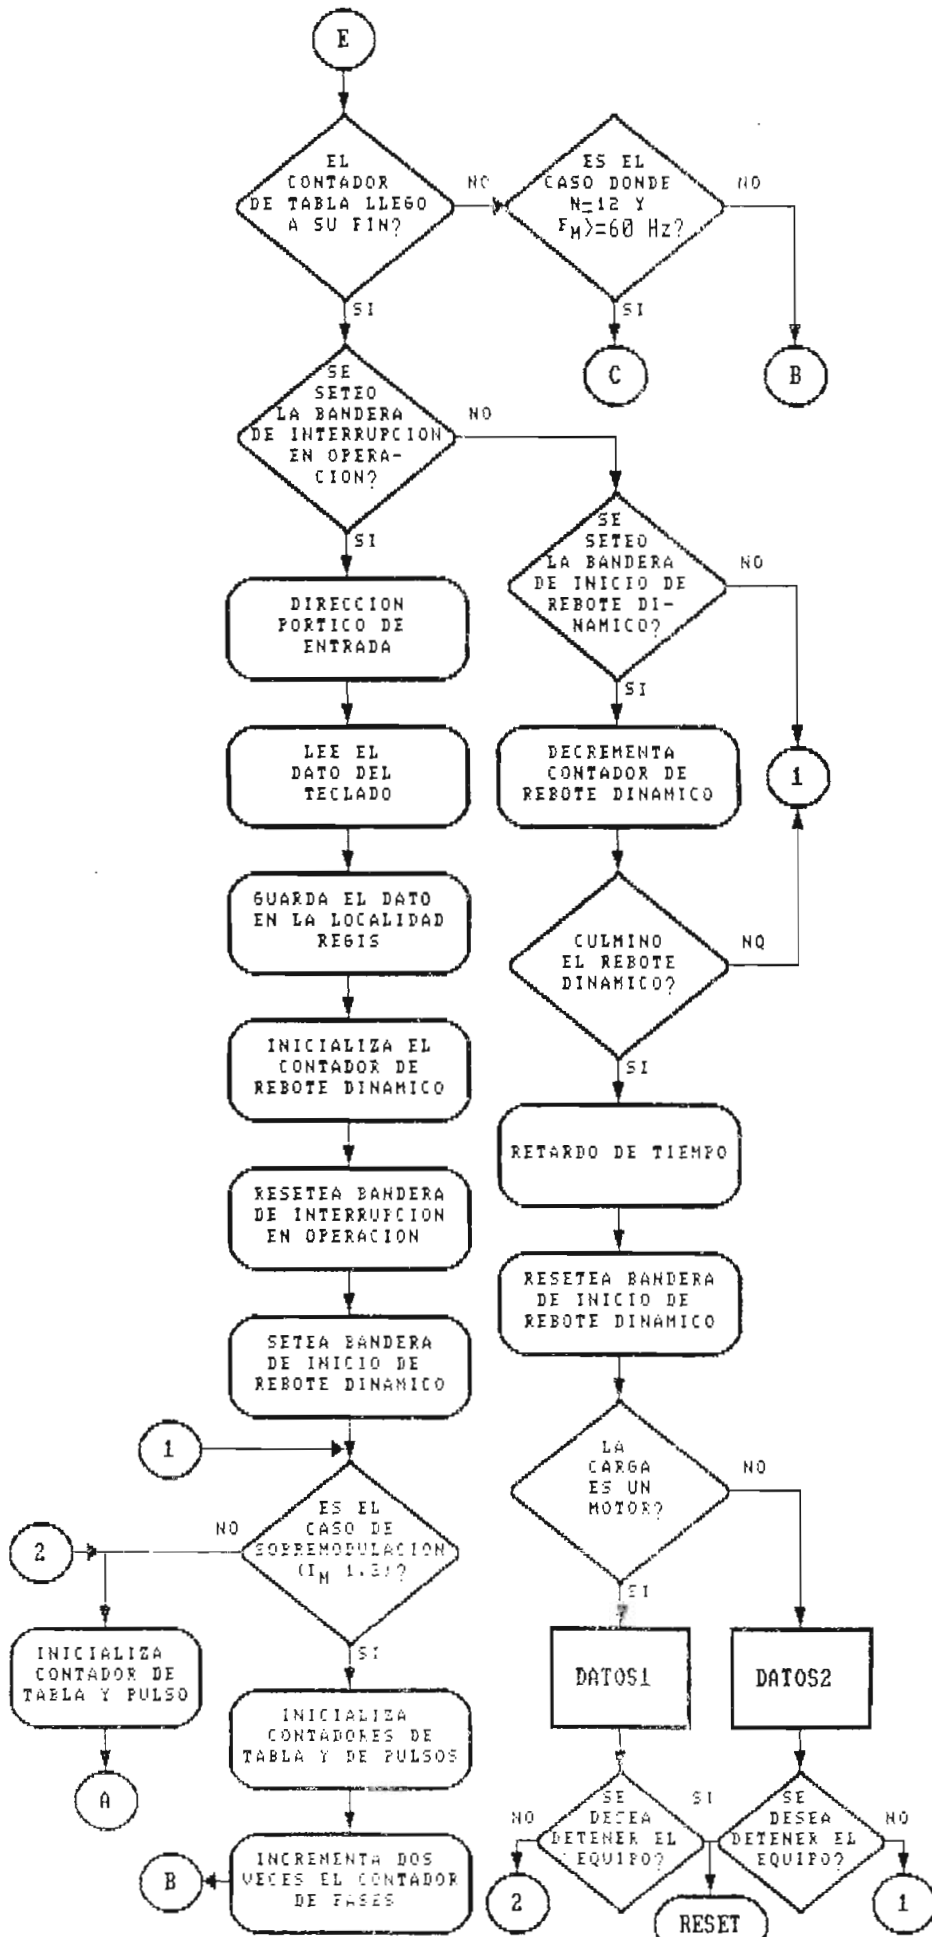 E
EL
CONTADOR
DE TABLA LLEGO
A SU FIN?
NO
ES EL
CASO DONDE
N=12 Y
FM>=60 Hz?
NO
SI
SI
C
B
SE
SETEO
LA BANDERA
DE INTERRUPCION
EN OPERA-
CION?
NO
SI
SE
SETEO
LA BANDERA
DE INICIO DE
REBOTE DI-
NAMICO?
NO
SI
DIRECCION
PORTICO DE
ENTRADA
LEE EL
DATO DEL
TECLADO
DECREMENTA
CONTADOR DE
REBOTE DINAMICO
1
GUARDA EL DATO
EN LA LOCALIDAD
REGIS
CULMINO
EL REBOTE
DINAMICO?
NO
SI
INICIALIZA EL
CONTADOR DE
REBOTE DINAMICO
RETARDO DE TIEMPO
RESETEA BANDERA
DE INTERRUPCION
EN OPERACION
RESETEA BANDERA
DE INICIO DE
REBOTE DINAMICO
SETEA BANDERA
DE INICIO DE
REBOTE DINAMICO
1
LA
CARGA
ES UN
MOTOR?
NO
SI
ES EL
CASO DE
SOBREMODULACION
(IM 1.3)?
NO
SI
2
INICIALIZA
CONTADOR DE
TABLA Y PULSO
A
INICIALIZA
CONTADORES DE
TABLA Y DE PULSOS
DATOS1
DATOS2
B
INCREMENTA DOS
VECES EL CONTADOR
DE FASES
NO
SE
DECEA
DETENER EL
EQUIPO?
SI
SE
DESEA
DETENER EL
EQUIPO?
NO
2
RESET
1